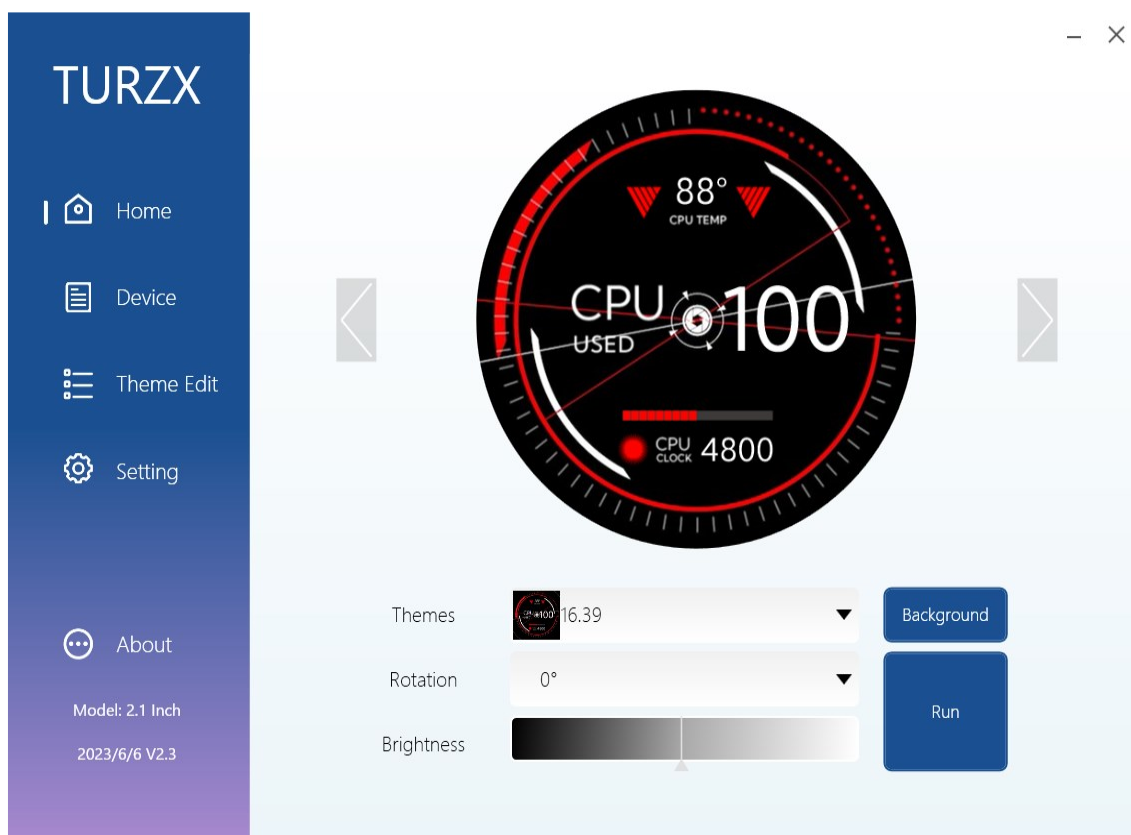 TURZX
Home
Device
Theme Edit
Setting
About
Model: 2.1 Inch
2023/6/6 V2.3
88°
CPU TEMP
CPU
USED
100
CPU
CLOCK
4800
Themes
16.39
Background
Rotation
0°
Run
Brightness